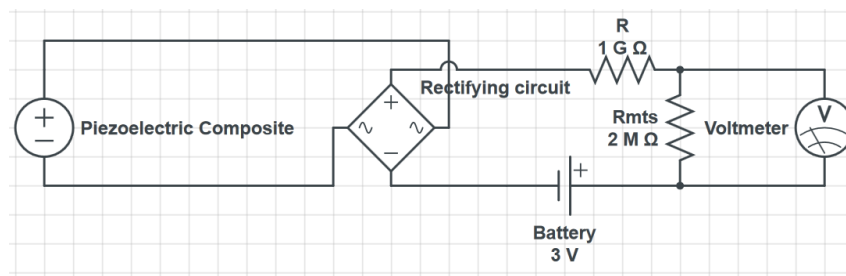 R
1 G Ω
Rectifying circuit
+
+
−
Piezoelectric Composite
∿
∿
−
Rmts
2 M Ω
Voltmeter
V
+
Battery
3 V